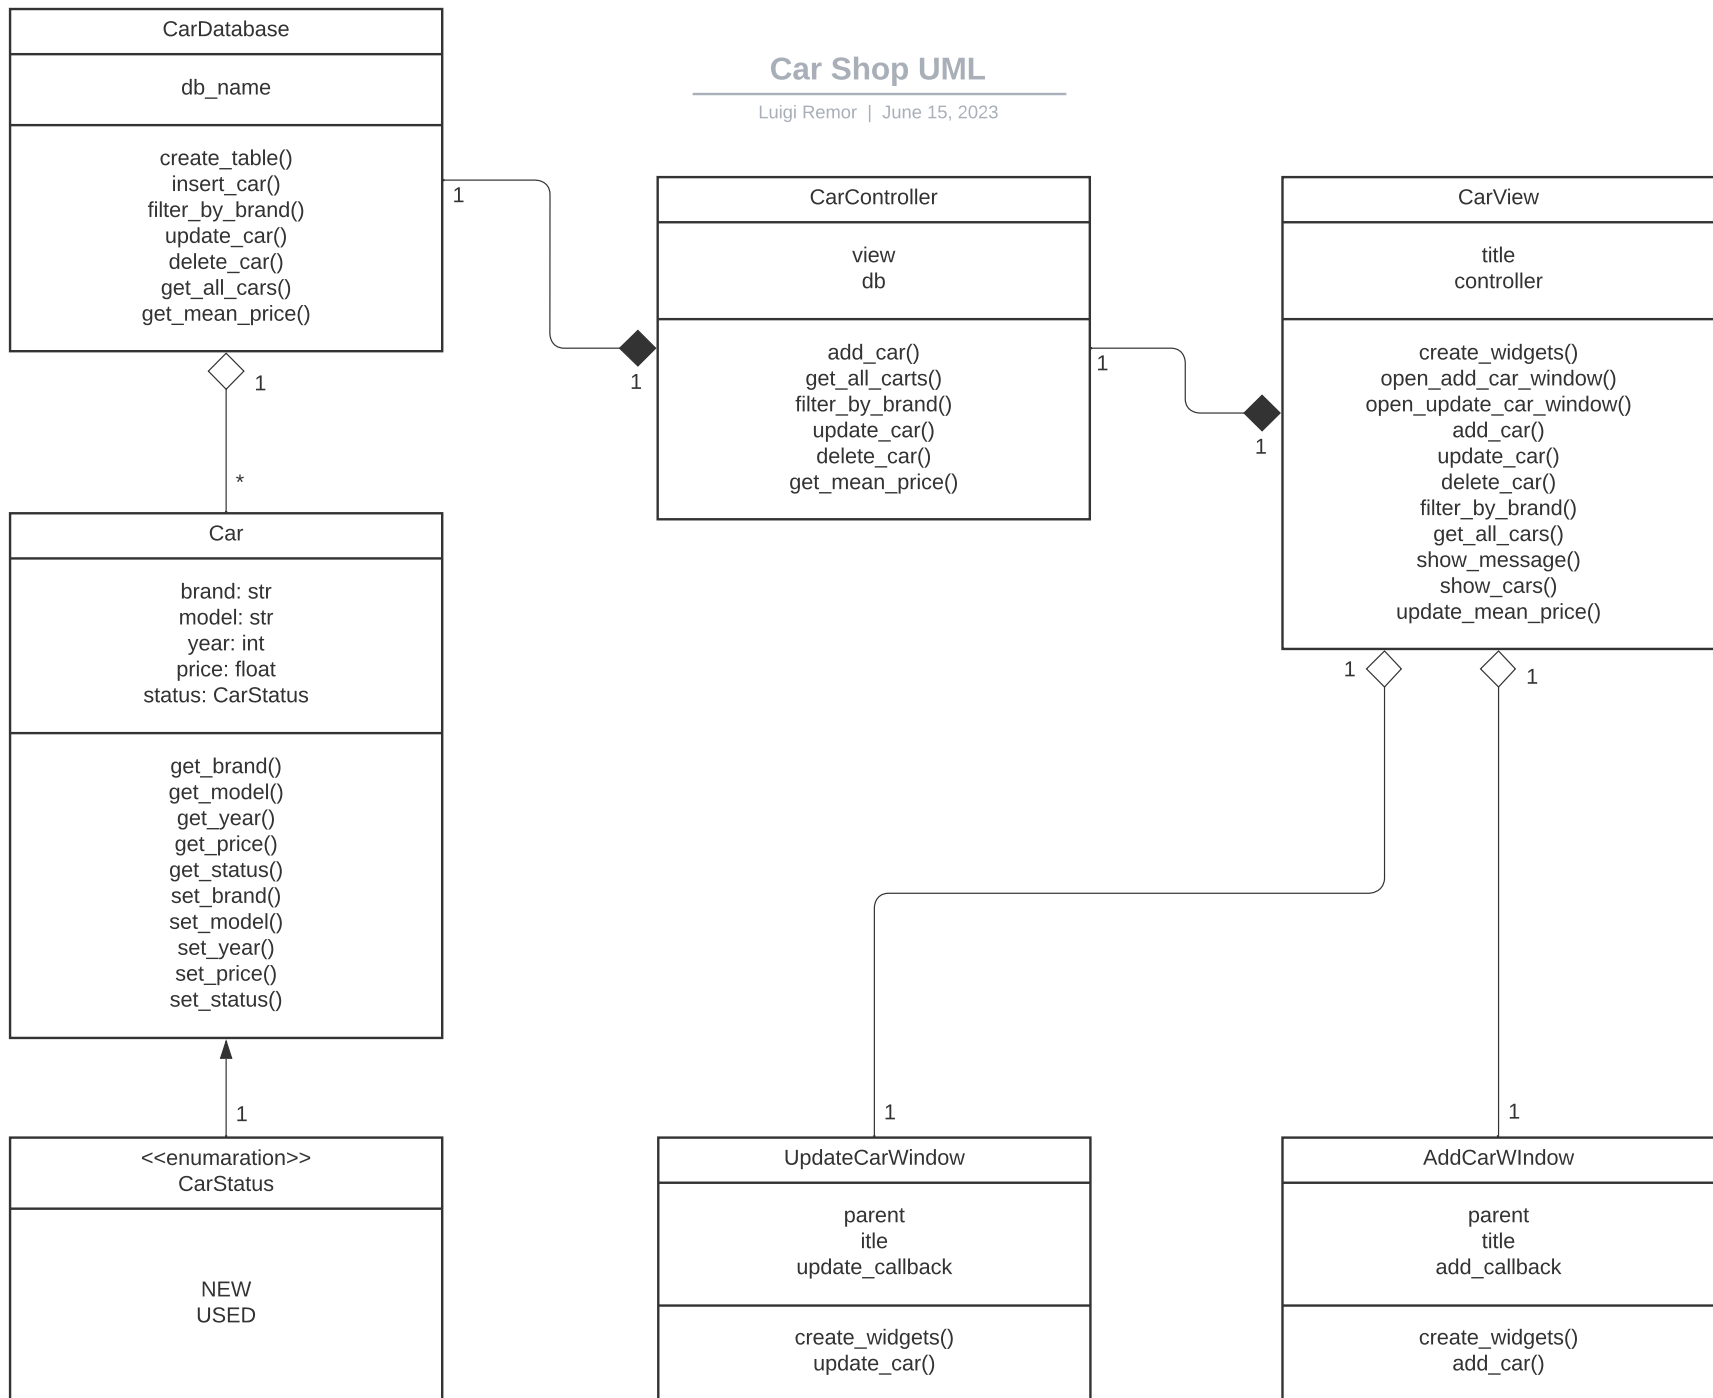 Car Shop UML
Luigi Remor | June 15, 2023
CarDatabase
db_name
create_table()
insert_car()
filter_by_brand()
update_car()
delete_car()
get_all_cars()
get_mean_price()
1
1
1
*
CarController
view
db
add_car()
get_all_carts()
filter_by_brand()
update_car()
delete_car()
get_mean_price()
1
1
CarView
title
controller
create_widgets()
open_add_car_window()
open_update_car_window()
add_car()
update_car()
delete_car()
filter_by_brand()
get_all_cars()
show_message()
show_cars()
update_mean_price()
1
1
Car
brand: str
model: str
year: int
price: float
status: CarStatus
get_brand()
get_model()
get_year()
get_price()
get_status()
set_brand()
set_model()
set_year()
set_price()
set_status()
1
<<enumaration>>
CarStatus
NEW
USED
1
UpdateCarWindow
parent
itle
update_callback
create_widgets()
update_car()
1
AddCarWIndow
parent
title
add_callback
create_widgets()
add_car()